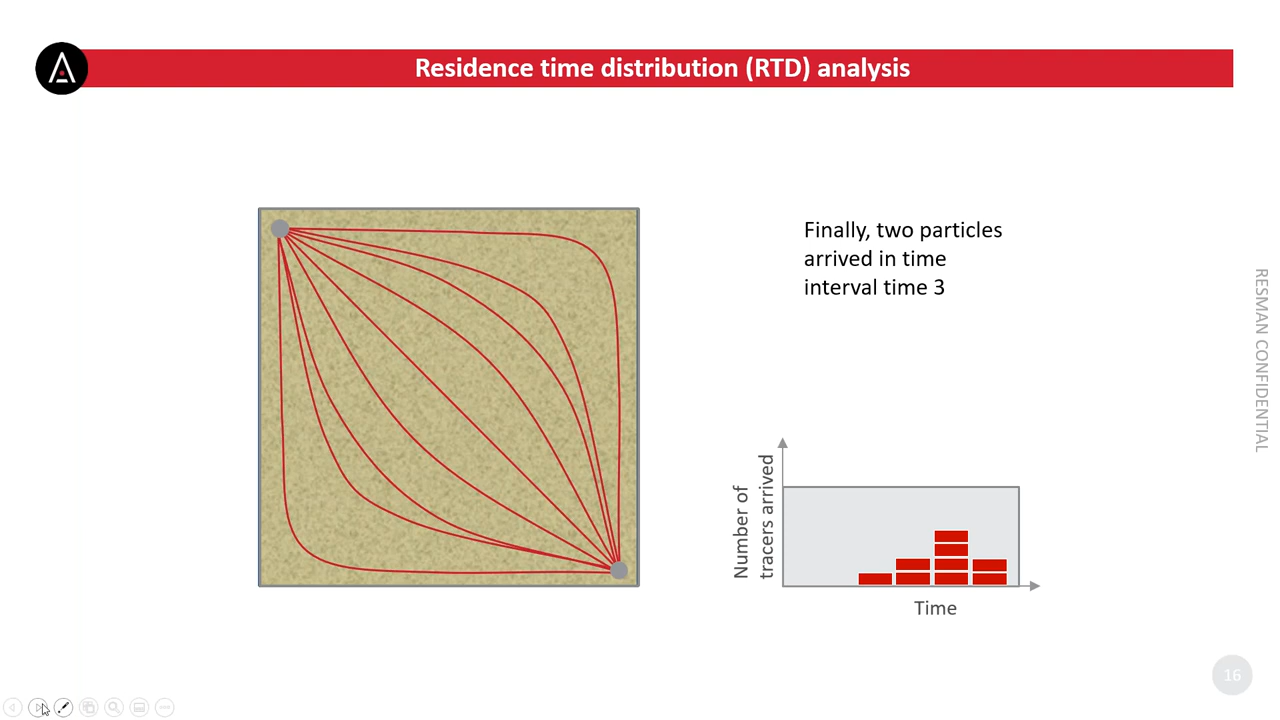 Residence time distribution (RTD) analysis
Finally, two particles
arrived in time
interval time 3
RESMAN CONFIDENTIAL
Number of
tracers arrived
Time
16